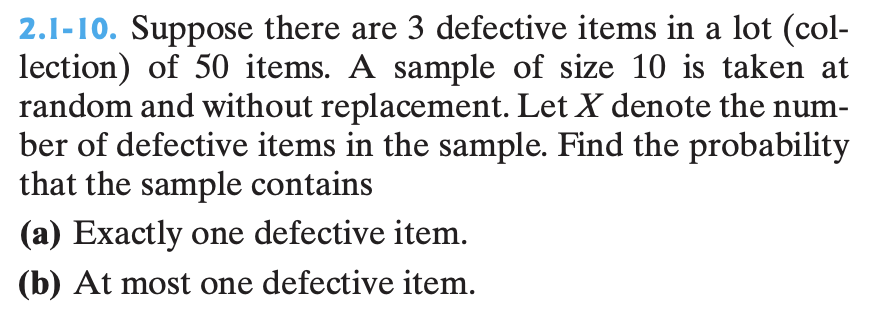 2.1-10. Suppose there are 3 defective items in a lot (col-
lection) of 50 items. A sample of size 10 is taken at
random and without replacement. Let X denote the num-
ber of defective items in the sample. Find the probability
that the sample contains
(a) Exactly one defective item.
(b) At most one defective item.